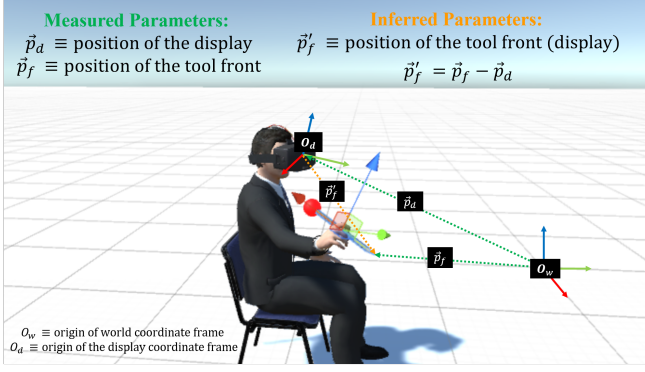 Measured Parameters:
p⃗_d ≡ position of the display
p⃗_f ≡ position of the tool front
Inferred Parameters:
p⃗′_f ≡ position of the tool front (display)
p⃗′_f = p⃗_f − p⃗_d
O_d
p⃗′_f
p⃗_d
p⃗_f
O_w
O_w ≡ origin of world coordinate frame
O_d ≡ origin of the display coordinate frame